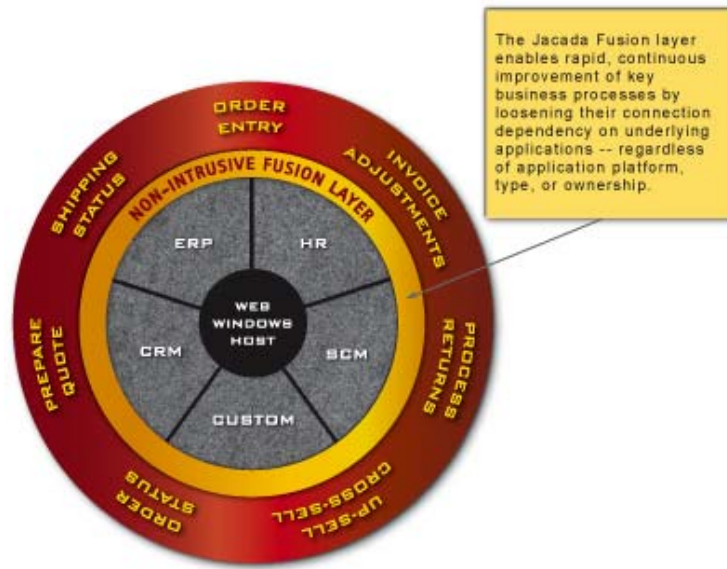 The Jacada Fusion layer
enables rapid, continuous
improvement of key
business processes by
loosening their connection
dependency on underlying
applications -- regardless
of application platform,
type, or ownership.
ORDER
ENTRY
INVOICE
ADJUSTMENTS
PROCESS
RETURNS
UP-SELL
CROSS-SELL
ORDER
STATUS
PREPARE
QUOTE
SHIPPING
STATUS
NON-INTRUSIVE FUSION LAYER
ERP
HR
SCM
CUSTOM
CRM
WEB
WINDOWS
HOST